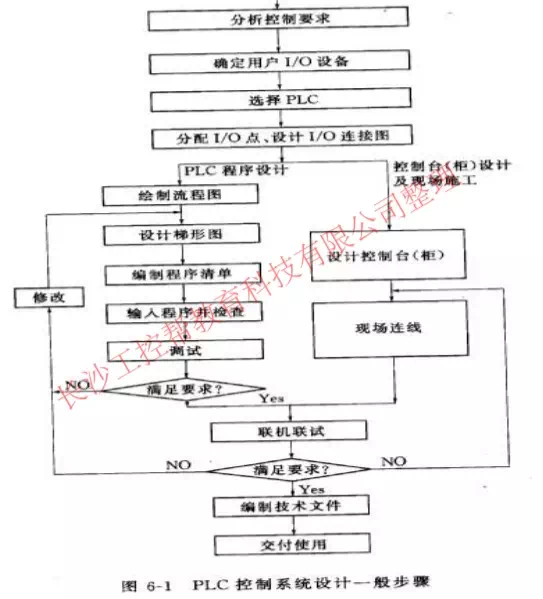 分析控制要求
确定用户 I/O 设备
选择 PLC
分配 I/O 点、设计 I/O 连接图
PLC 程序设计
控制台(柜)设计
及现场施工
绘制流程图
设计梯形图
设计控制台(柜)
编制程序清单
修改
输入程序并检查
现场连线
调试
NO
满足要求?
Yes
联机联试
NO
满足要求?
NO
Yes
编制技术文件
交付使用
图 6-1 PLC 控制系统设计一般步骤
长沙工控帮教育科技有限公司整理